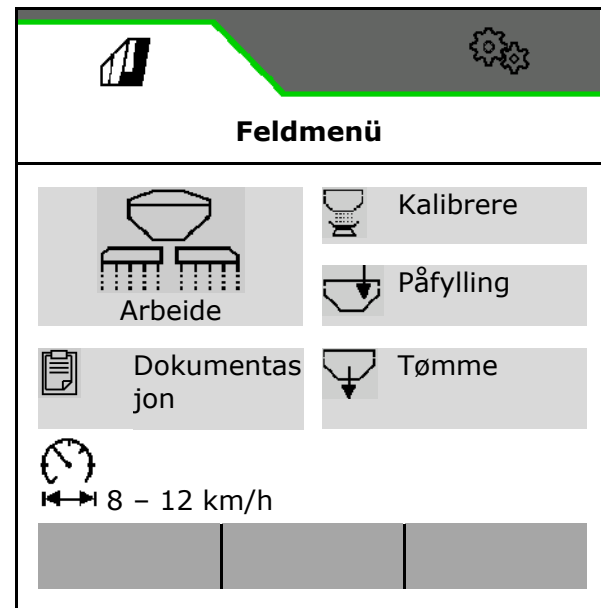 Feldmenü
Arbeide
Kalibrere
Påfylling
Dokumentas
jon
Tømme
8 – 12 km/h